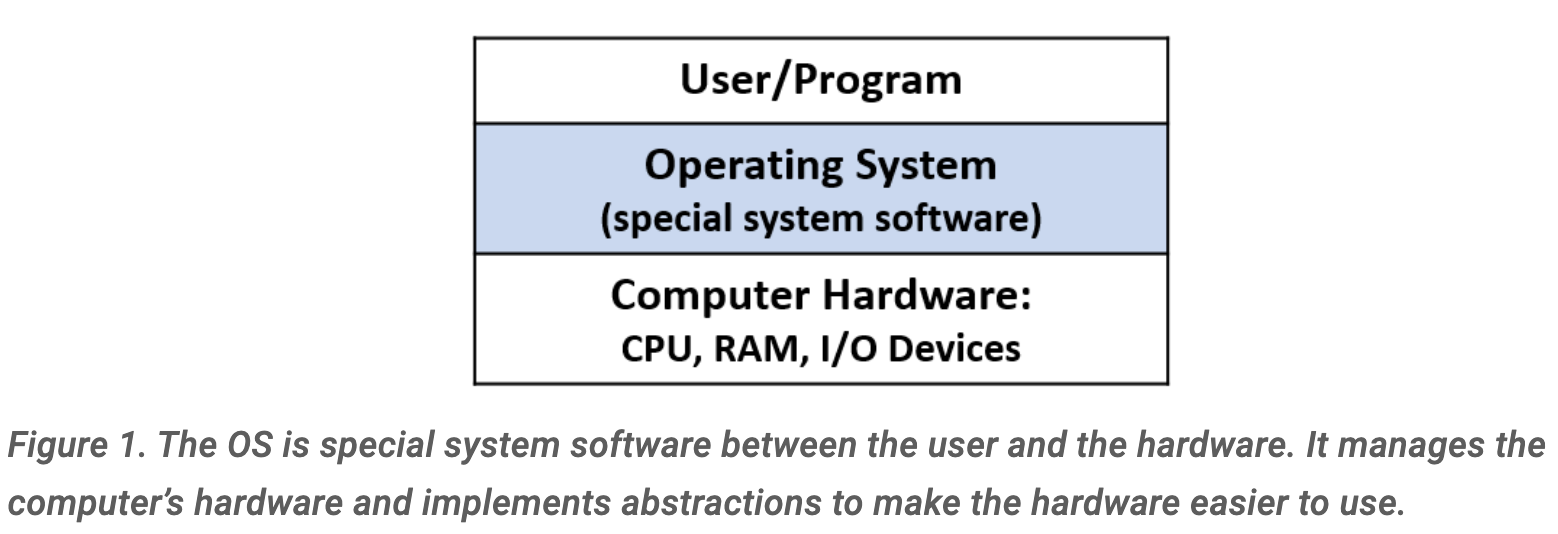 User/Program
Operating System
(special system software)
Computer Hardware:
CPU, RAM, I/O Devices
Figure 1. The OS is special system software between the user and the hardware. It manages the
computer’s hardware and implements abstractions to make the hardware easier to use.